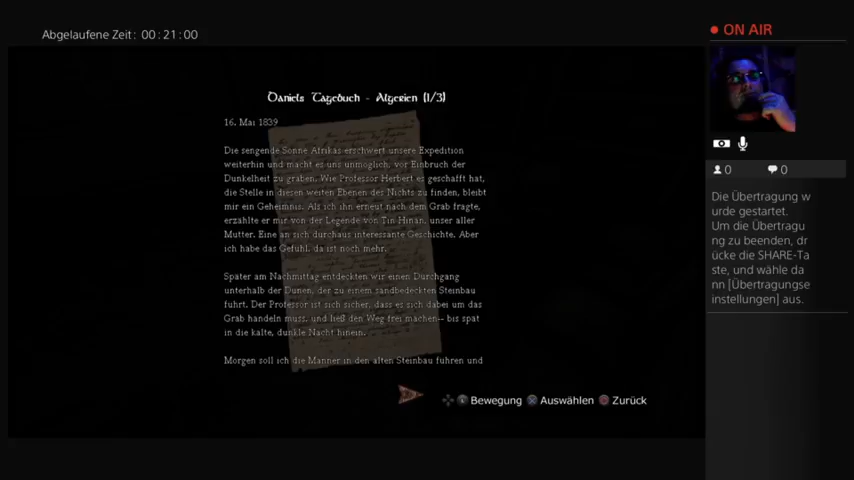 Abgelaufene Zeit: 00:21:00
ON AIR
Daniels Tagebuch - Algerien (1/3)
16. Mai 1839
Die sengende Sonne Afrikas erschwert unsere Expedition
weiterhin und macht es uns unmöglich, vor Einbruch der
Dunkelheit zu graben. Wie Professor Herbert es geschafft hat,
die Stelle in diesen weiten Ebenen des Nichts zu finden, bleibt
mir ein Geheimnis. Als ich ihn erneut nach dem Grab fragte,
erzählte er mir von der Legende von Tin Hinan, unser aller
Mutter. Eine an sich durchaus interessante Geschichte. Aber
ich habe das Gefühl, da ist noch mehr.
Später am Nachmittag entdeckten wir einen Durchgang
unterhalb der Dünen, der zu einem sandbedeckten Steinbau
führt. Der Professor ist sich sicher, dass es sich dabei um das
Grab handeln muss, und ließ den Weg frei machen-- bis spät
in die kalte, dunkle Nacht hinein.
Morgen soll ich die Männer in den alten Steinbau führen und
Bewegung Auswählen Zurück
0 0
Die Übertragung w
urde gestartet.
Um die Übertragu
ng zu beenden, dr
ücke die SHARE-Ta
ste, und wähle da
nn [Übertragungse
instellungen] aus.